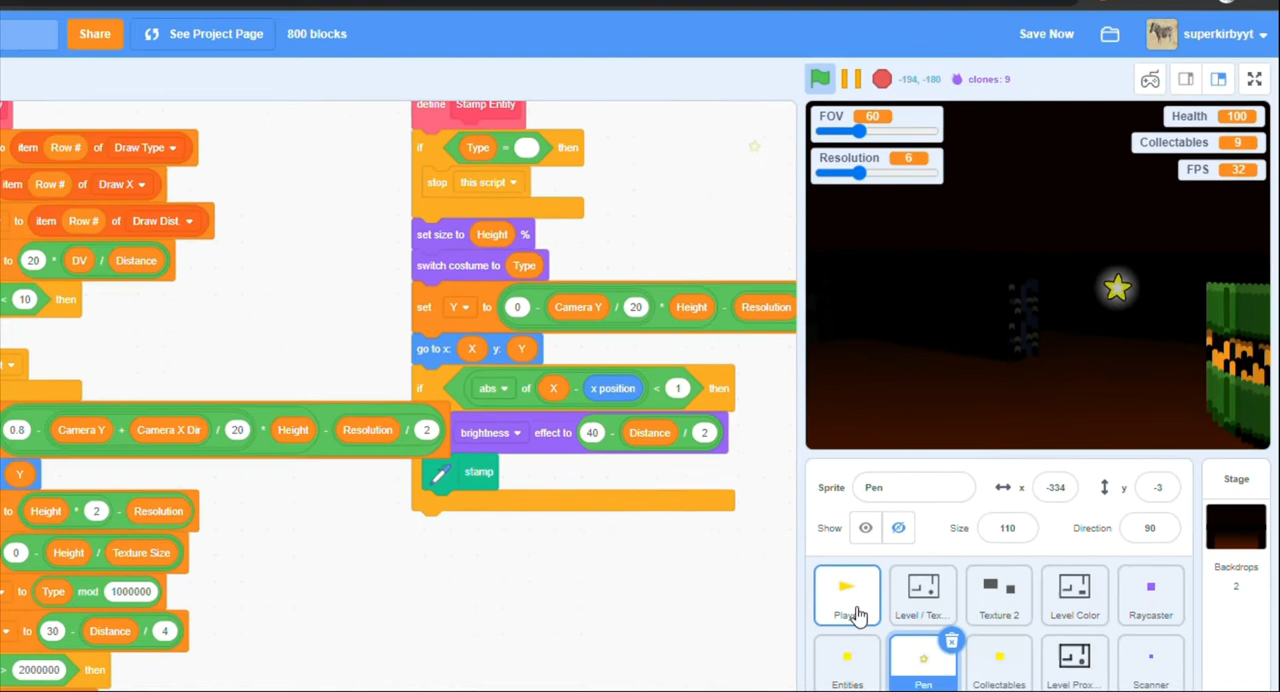 Share See Project Page 800 blocks Save Now superkirbyyt
-194, -180 clones: 9
define Stamp Entity
item Row # of Draw Type
if Type = then
item Row # of Draw X
stop this script
to item Row # of Draw Dist.
set size to Height %
to 20 * DV / Distance
switch costume to Type
< 10 then
set Y to 0 - Camera Y / 20 * Height - Resolution
go to x: X y: Y
if abs of X - x position < 1 then
0.8 - Camera Y + Camera X Dir / 20 * Height - Resolution / 2
brightness effect to 40 - Distance / 2
Y
stamp
to Height * 2 - Resolution
0 - Height / Texture Size
to Type mod 1000000
to 30 - Distance / 4
> 2000000 then
FOV 60
Resolution 6
Health 100
Collectables 9
FPS 32
Sprite Pen x -334 y -3
Show Size 110 Direction 90
Stage
Backdrops
2
Level / Tex... Texture 2 Level Color Raycaster
Entities Pen Collectables Level Prox... Scanner